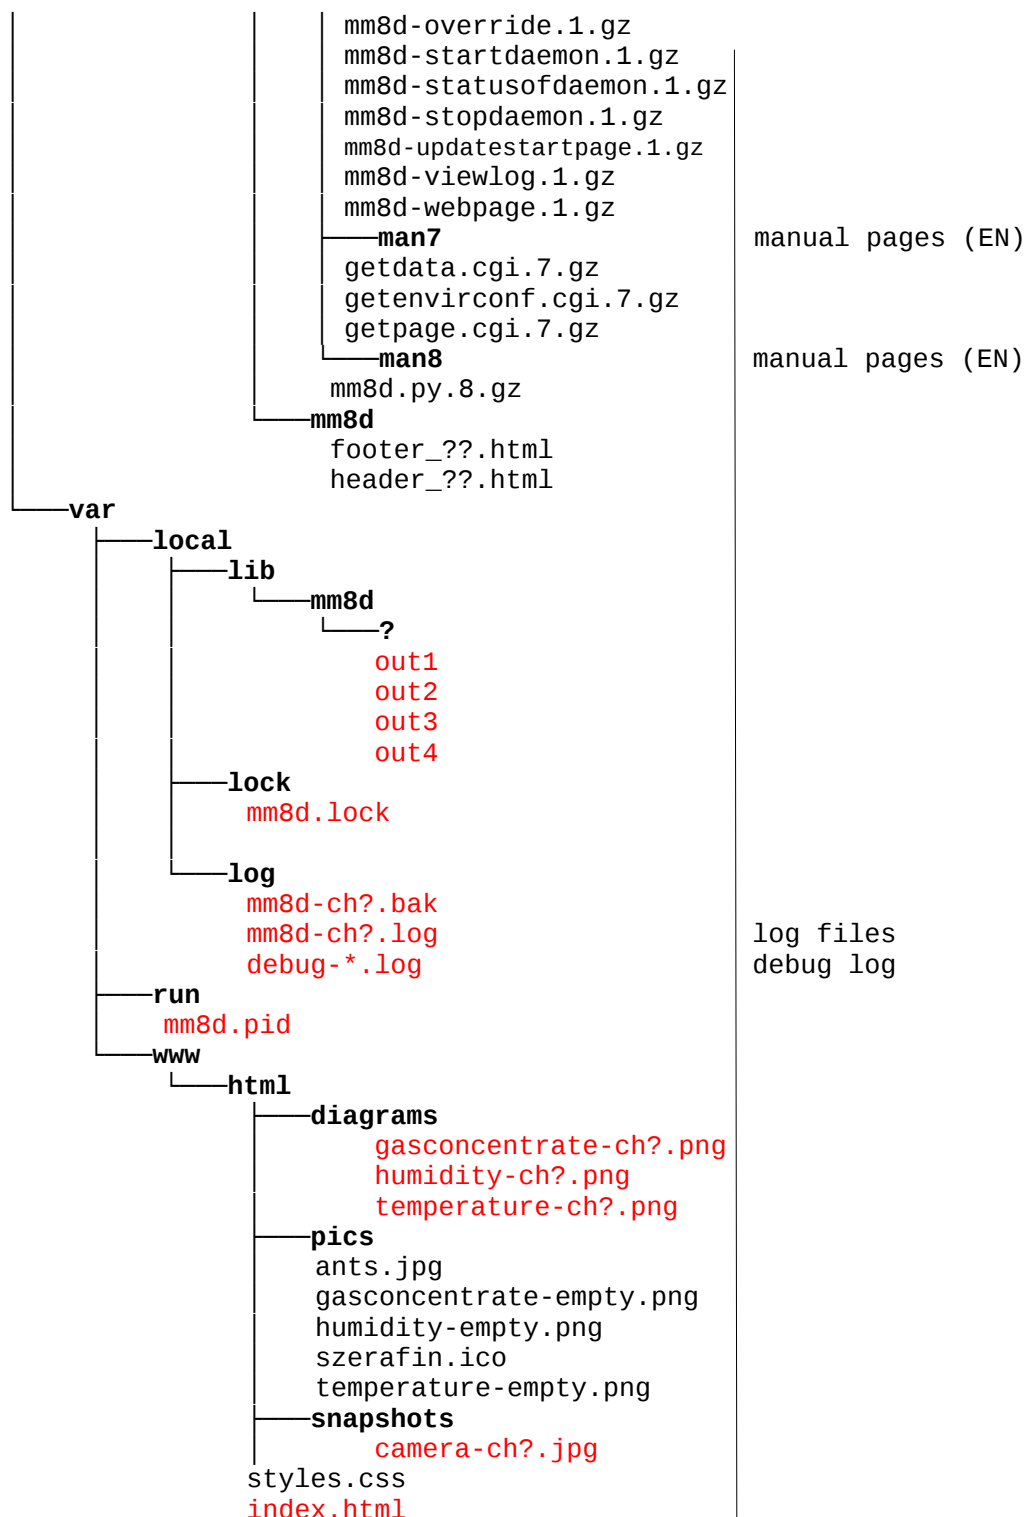 mm8d-override.1.gz
mm8d-startdaemon.1.gz
mm8d-statusofdaemon.1.gz
mm8d-stopdaemon.1.gz
mm8d-updatestartpage.1.gz
mm8d-viewlog.1.gz
mm8d-webpage.1.gz
man7 manual pages (EN)
getdata.cgi.7.gz
getenvirconf.cgi.7.gz
getpage.cgi.7.gz
man8 manual pages (EN)
mm8d.py.8.gz
mm8d
footer_??.html
header_??.html
var
local
lib
mm8d
?
out1
out2
out3
out4
lock
mm8d.lock
log
mm8d-ch?.bak
mm8d-ch?.log log files
debug-*.log debug log
run
mm8d.pid
www
html
diagrams
gasconcentrate-ch?.png
humidity-ch?.png
temperature-ch?.png
pics
ants.jpg
gasconcentrate-empty.png
humidity-empty.png
szerafin.ico
temperature-empty.png
snapshots
camera-ch?.jpg
styles.css
index.html